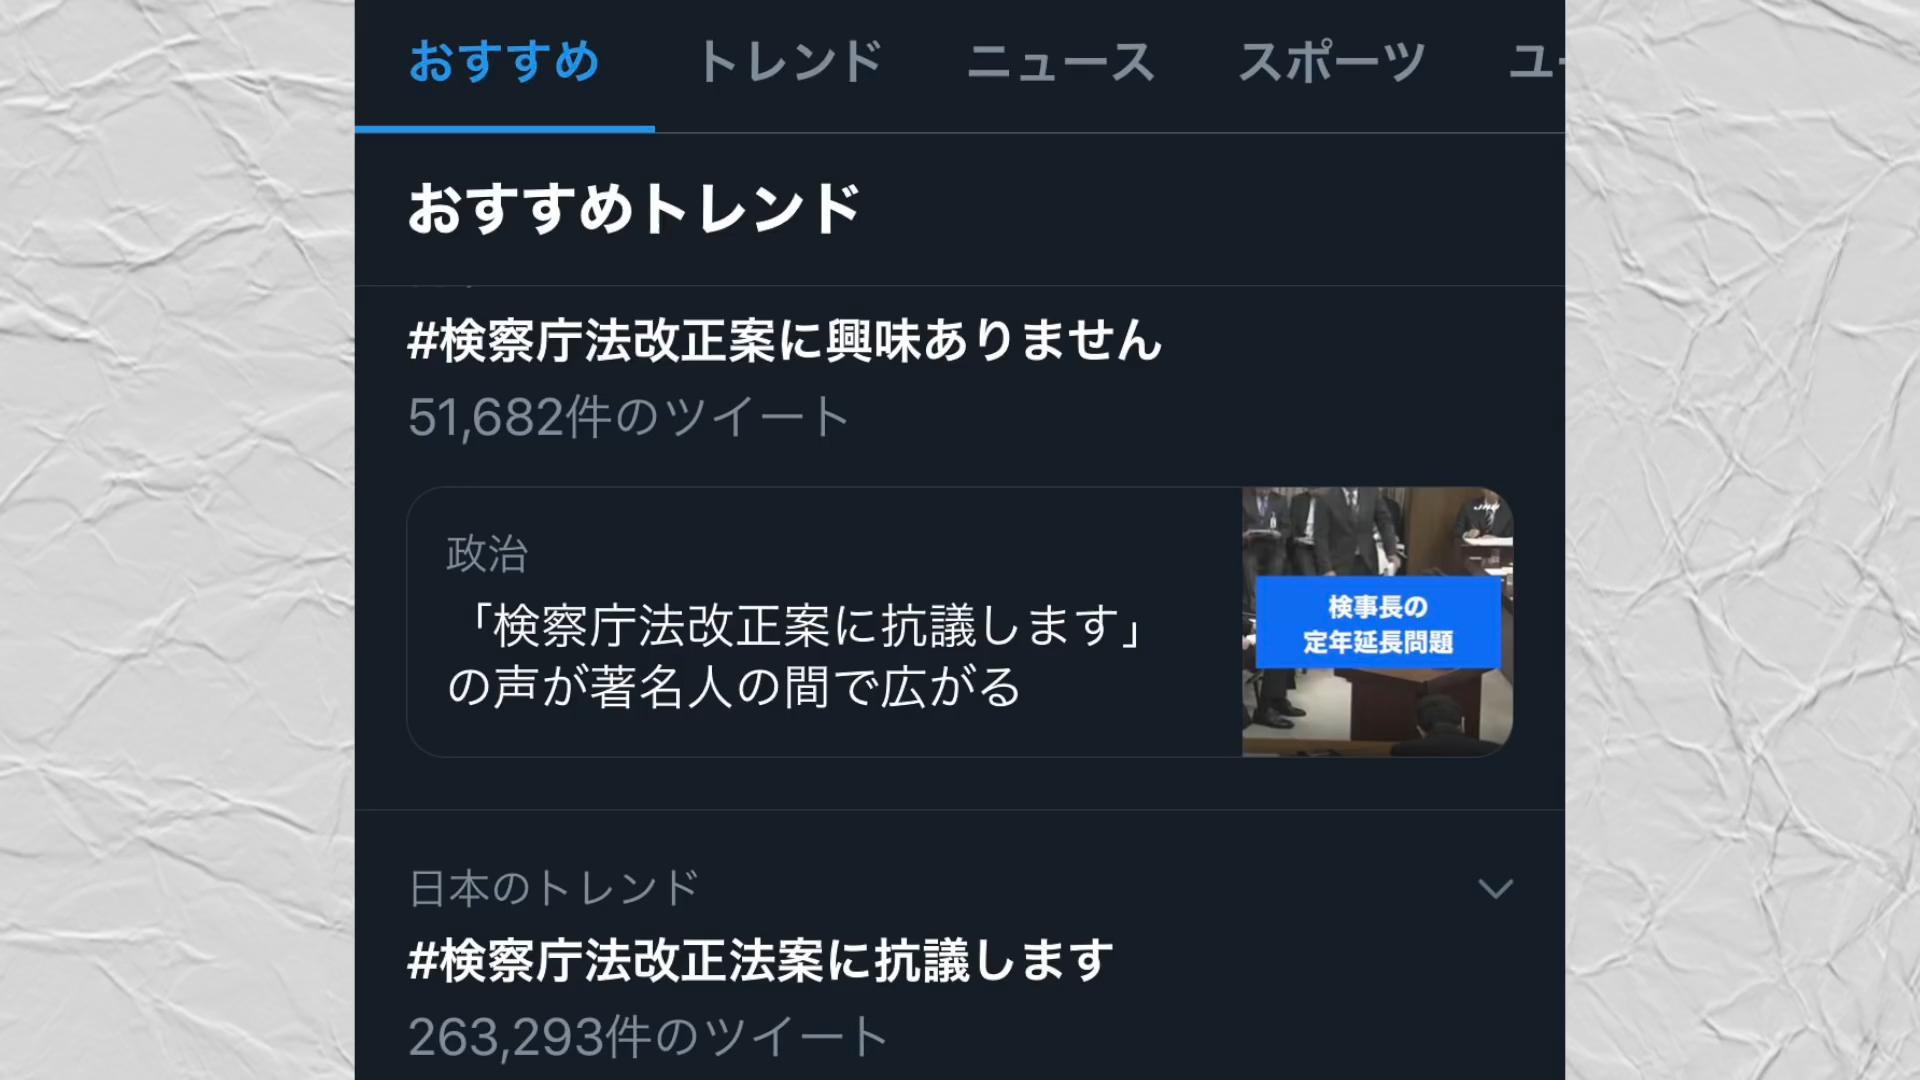 おすすめ トレンド ニュース スポーツ ユー
おすすめトレンド
#検察庁法改正案に興味ありません
51,682件のツイート
政治
「検察庁法改正案に抗議します」
の声が著名人の間で広がる
検事長の
定年延長問題
日本のトレンド
#検察庁法改正法案に抗議します
263,293件のツイート